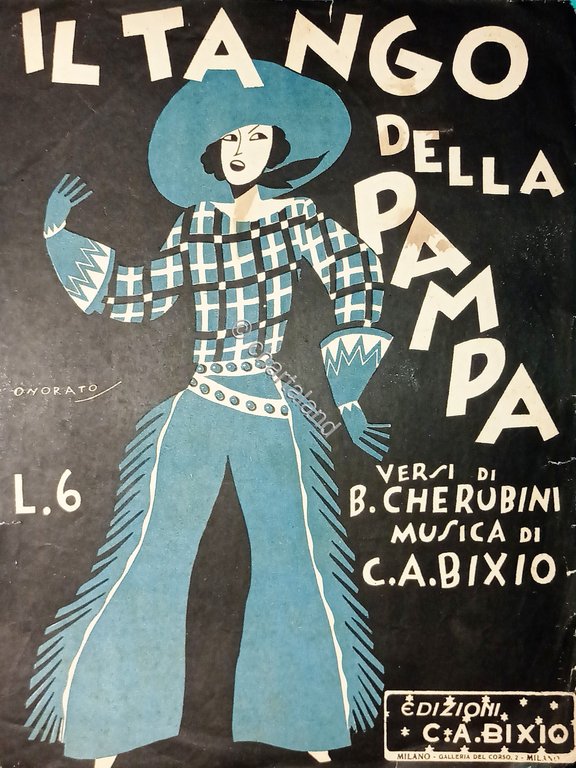 IL TANGO
DELLA
PAMPA
ONORATO
L.6
VERSI DI
B. CHERUBINI
MUSICA DI
C.A.BIXIO
EDIZIONI
C.A.BIXIO
MILANO - GALLERIA DEL CORSO, 2 - MILANO
© Cartaland